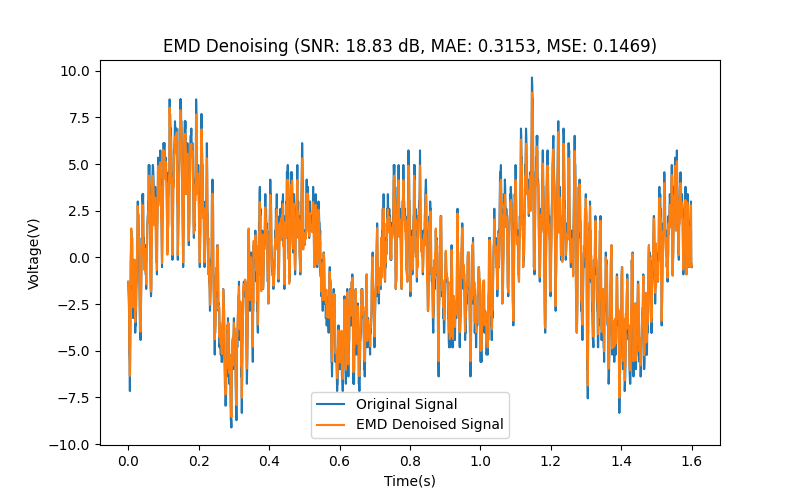 EMD Denoising (SNR: 18.83 dB, MAE: 0.3153, MSE: 0.1469)
10.0
7.5
5.0
2.5
0.0
−2.5
−5.0
−7.5
−10.0
Voltage(V)
Original Signal
EMD Denoised Signal
0.0 0.2 0.4 0.6 0.8 1.0 1.2 1.4 1.6
Time(s)